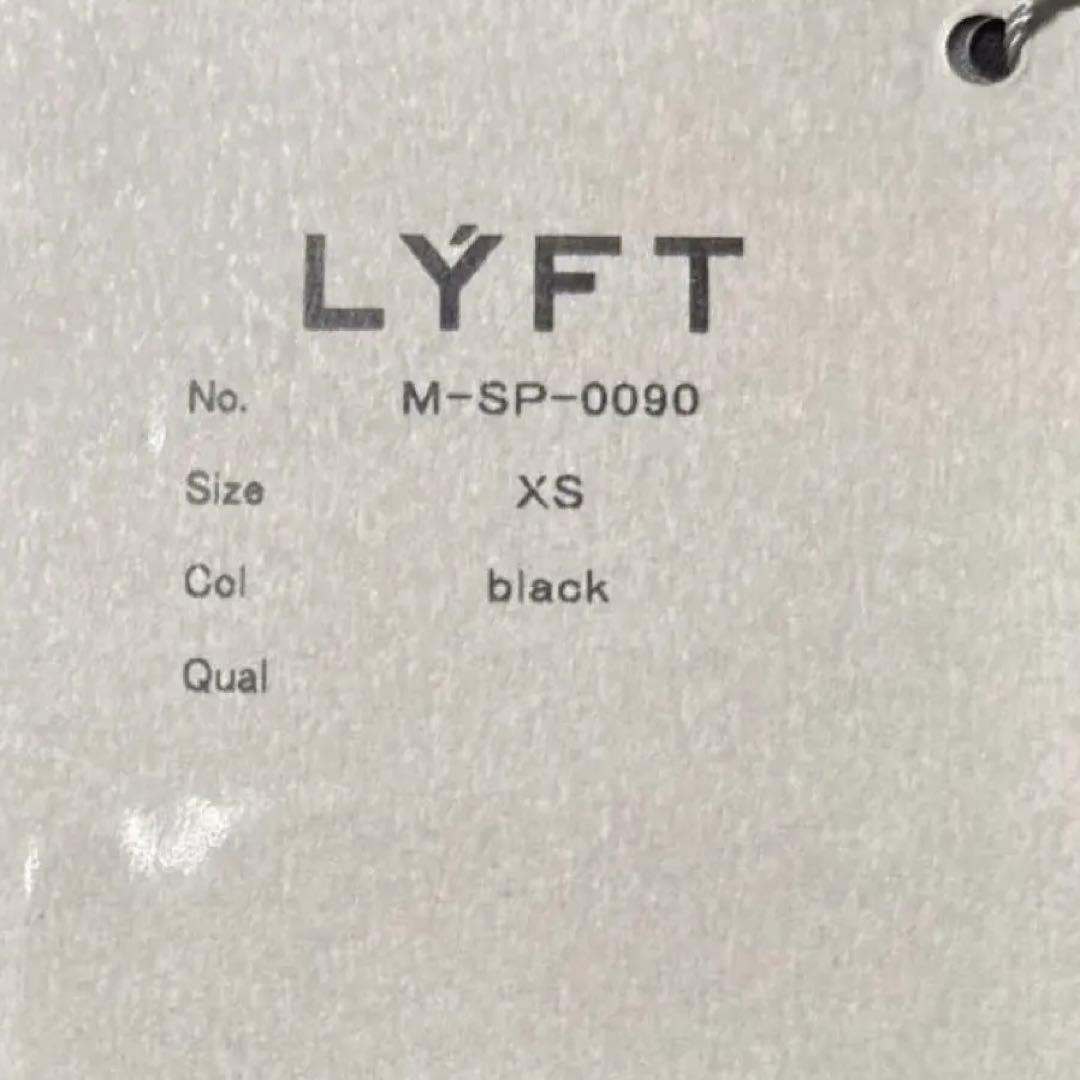 LÝFT
No. M-SP-0090
Size XS
Col black
Qual